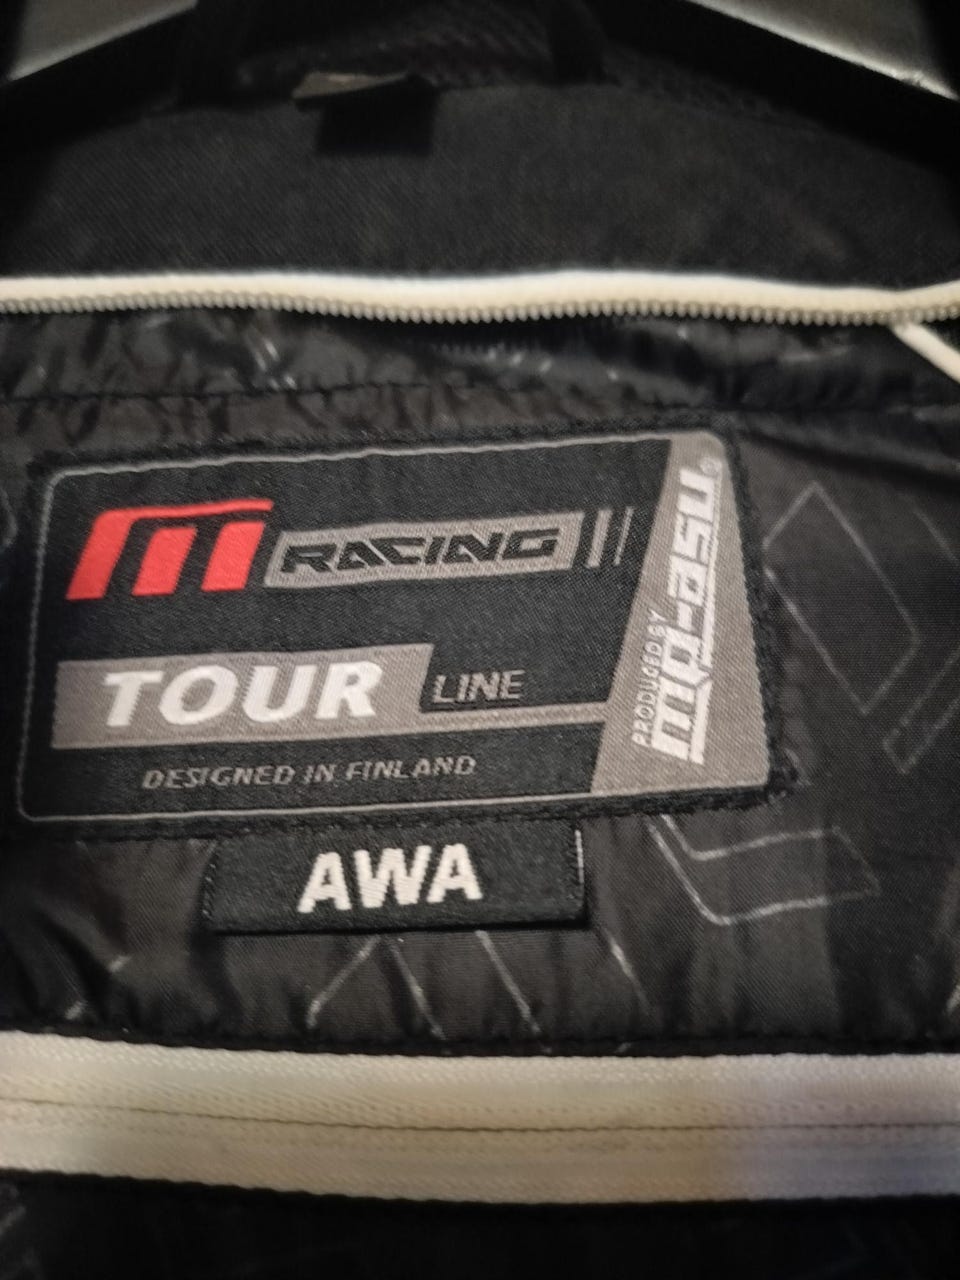 m RACING
TOUR LINE
DESIGNED IN FINLAND
PRODUCED BY
mp-asu
AWA